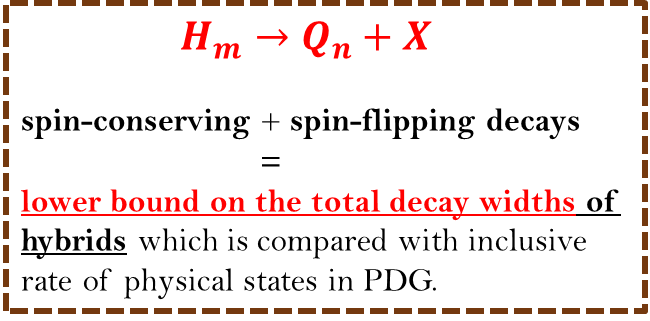 H_m → Q_n + X
spin-conserving + spin-flipping decays
=
lower bound on the total decay widths of
hybrids which is compared with inclusive
rate of physical states in PDG.